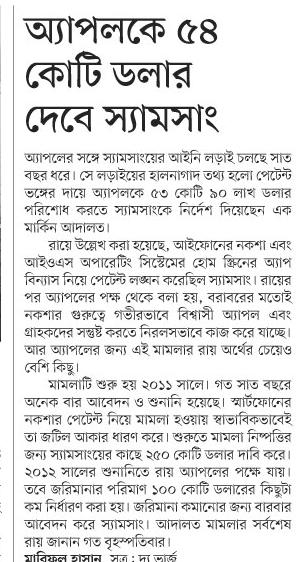 অ্যাপলকে ৫৪
কোটি ডলার
দেবে স্যামসাং
অ্যাপলের সঙ্গে স্যামসাংয়ের আইনি লড়াই চলছে সাত
বছর ধরে। সে লড়াইয়ের হালনাগাদ তথ্য হলো পেটেন্ট
ভঙ্গের দায়ে অ্যাপলকে ৫৩ কোটি ৯০ লাখ ডলার
পরিশোধ করতে স্যামসাংকে নির্দেশ দিয়েছেন এক
মার্কিন আদালত।
রায়ে উল্লেখ করা হয়েছে, আইফোনের নকশা এবং
আইওএস অপারেটিং সিস্টেমের হোম স্ক্রিনের অ্যাপ
বিন্যাস নিয়ে পেটেন্ট লঙ্ঘন করেছিল স্যামসাং। রায়ের
পর অ্যাপলের পক্ষ থেকে বলা হয়, বরাবরের মতোই
নকশার গুরুত্বে গভীরভাবে বিশ্বাসী অ্যাপল এবং
গ্রাহকদের সন্তুষ্ট করতে নিরলসভাবে কাজ করে যাচ্ছে।
আর অ্যাপলের জন্য এই মামলার রায় অর্থের চেয়েও
বেশি কিছু।
মামলাটি শুরু হয় ২০১১ সালে। গত সাত বছরে
অনেক বার আবেদন ও শুনানি হয়েছে। স্মার্টফোনের
নকশার পেটেন্ট নিয়ে মামলা হওয়ায় স্বাভাবিকভাবেই
তা জটিল আকার ধারণ করে। শুরুতে মামলা নিষ্পত্তির
জন্য স্যামসাংয়ের কাছে ২৫০ কোটি ডলার দাবি করে।
২০১২ সালের শুনানিতে রায় অ্যাপলের পক্ষে যায়।
তবে জরিমানার পরিমাণ ১০০ কোটি ডলারের কিছুটা
কম নির্ধারণ করা হয়। জরিমানা কমানোর জন্য বারবার
আবেদন করে স্যামসাং। আদালত মামলার সর্বশেষ
রায় জানান গত বৃহস্পতিবার।
মারিফুল হাসান, সূত্র: দ্য ভার্জ